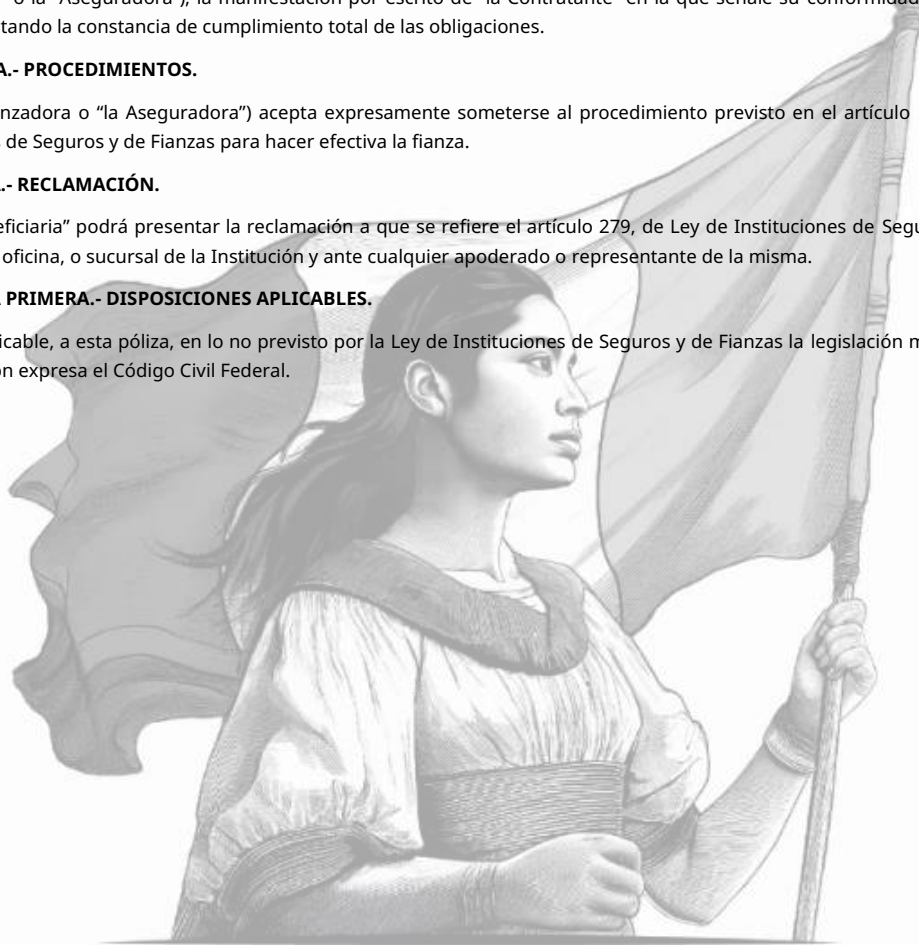 o la "Aseguradora"), la manifestación por escrito de "la Contratante" en la que señale su conformidad
tando la constancia de cumplimiento total de las obligaciones.
A.- PROCEDIMIENTOS.
nzadora o “la Aseguradora”) acepta expresamente someterse al procedimiento previsto en el artículo
de Seguros y de Fianzas para hacer efectiva la fianza.
.- RECLAMACIÓN.
eficiaria” podrá presentar la reclamación a que se refiere el artículo 279, de Ley de Instituciones de Segu
oficina, o sucursal de la Institución y ante cualquier apoderado o representante de la misma.
PRIMERA.- DISPOSICIONES APLICABLES.
icable, a esta póliza, en lo no previsto por la Ley de Instituciones de Seguros y de Fianzas la legislación m
ón expresa el Código Civil Federal.